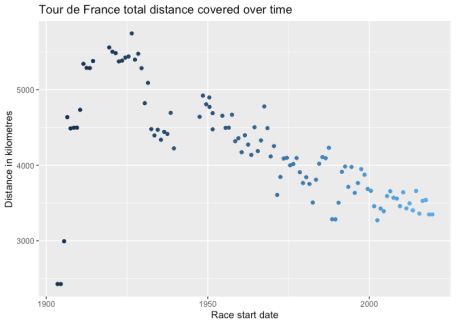 Tour de France total distance covered over time
Distance in kilometres
5000
4000
3000
1900
1950
2000
Race start date